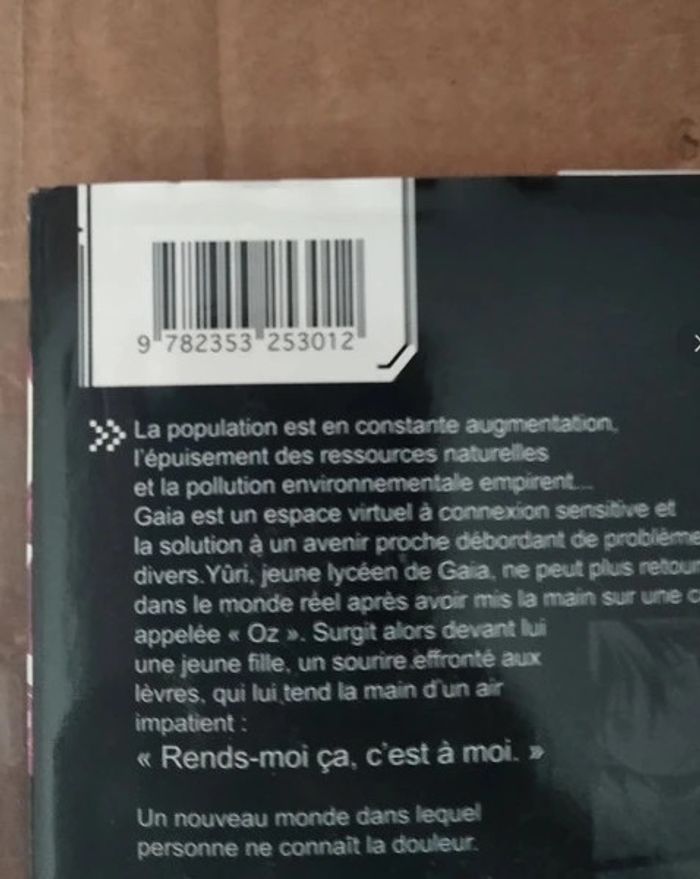 9 782353 253012
La population est en constante augmentation,
l'épuisement des ressources naturelles
et la pollution environnementale empirent...
Gaia est un espace virtuel à connexion sensitive et
la solution à un avenir proche débordant de problème
divers.Yûri, jeune lycéen de Gaia, ne peut plus retour
dans le monde réel après avoir mis la main sur une c
appelée « Oz ». Surgit alors devant lui
une jeune fille, un sourire effronté aux
lèvres, qui lui tend la main d'un air
impatient :
« Rends-moi ça, c'est à moi. »
Un nouveau monde dans lequel
personne ne connaît la douleur.